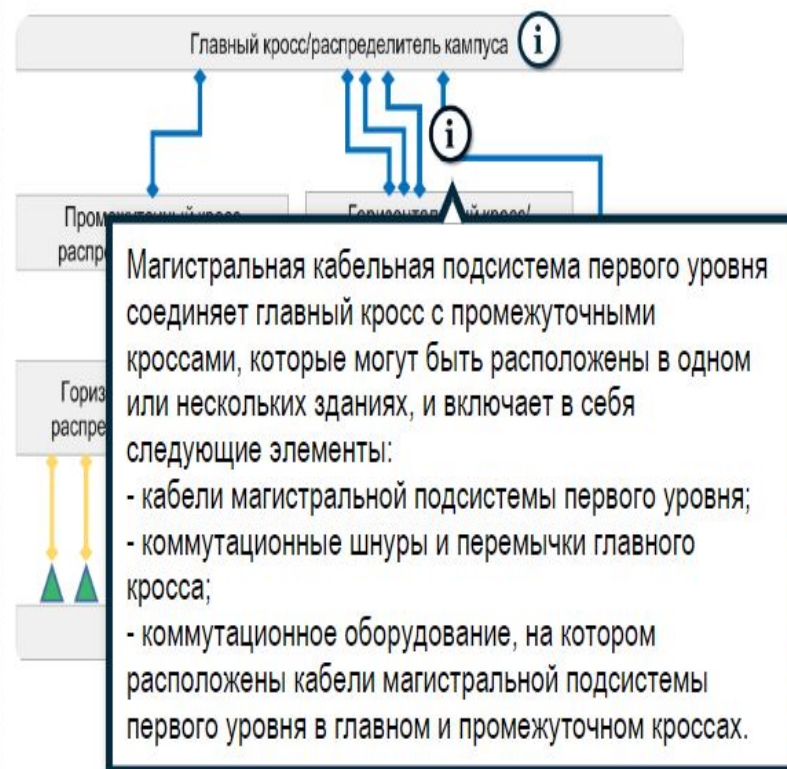 Главный кросс/распределитель кампуса i
i
Магистральная кабельная подсистема первого уровня
соединяет главный кросс с промежуточными
кроссами, которые могут быть расположены в одном
или нескольких зданиях, и включает в себя
следующие элементы:
- кабели магистральной подсистемы первого уровня;
- коммутационные шнуры и перемычки главного
кросса;
- коммутационное оборудование, на котором
расположены кабели магистральной подсистемы
первого уровня в главном и промежуточном кроссах.